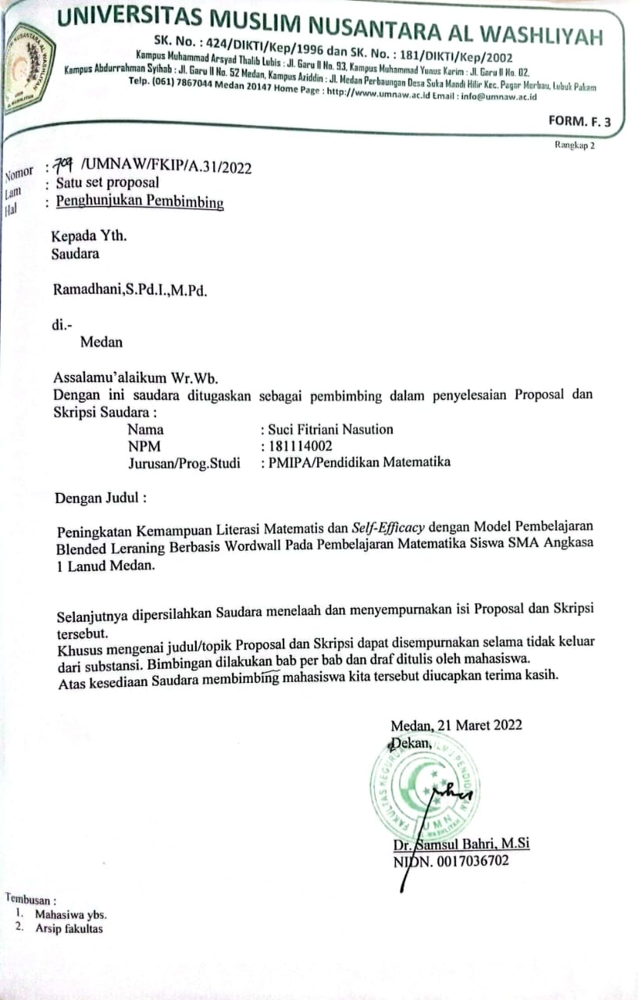 UNIVERSITAS MUSLIM NUSANTARA AL WASHLIYAH
SK. No. : 424/DIKTI/Kep/1996 dan SK. No. : 181/DIKTI/Kep/2002
Kampus Muhammad Arsyad Thalib Lubis : Jl. Garu II No. 93, Kampus Muhammad Yunus Karim : Jl. Garu II No. 02,
Kampus Abdurrahman Syihab : Jl. Garu II No. 52 Medan, Kampus Aziddin : Jl. Medan Perbaungan Desa Suka Mandi Hilir Kec. Pagar Merbau, Lubuk Pakam
Telp. (061) 7867044 Medan 20147 Home Page : http://www.umnaw.ac.id Email : info@umnaw.ac.id
FORM. F. 3
Rangkap 2
Nomor : 709 /UMNAW/FKIP/A.31/2022
Lam : Satu set proposal
Hal : Penghunjukan Pembimbing
Kepada Yth.
Saudara
Ramadhani,S.Pd.I.,M.Pd.
di.-
Medan
Assalamu’alaikum Wr.Wb.
Dengan ini saudara ditugaskan sebagai pembimbing dalam penyelesaian Proposal dan
Skripsi Saudara :
Nama : Suci Fitriani Nasution
NPM : 181114002
Jurusan/Prog.Studi : PMIPA/Pendidikan Matematika
Dengan Judul :
Peningkatan Kemampuan Literasi Matematis dan Self-Efficacy dengan Model Pembelajaran
Blended Leraning Berbasis Wordwall Pada Pembelajaran Matematika Siswa SMA Angkasa
1 Lanud Medan.
Selanjutnya dipersilahkan Saudara menelaah dan menyempurnakan isi Proposal dan Skripsi
tersebut.
Khusus mengenai judul/topik Proposal dan Skripsi dapat disempurnakan selama tidak keluar
dari substansi. Bimbingan dilakukan bab per bab dan draf ditulis oleh mahasiswa.
Atas kesediaan Saudara membimbing mahasiswa kita tersebut diucapkan terima kasih.
Medan, 21 Maret 2022
Dekan,
FAKULTAS KEGURUAN ILMU PENDIDIKAN
UMN
WASHLIYAH
Dr. Samsul Bahri, M.Si
NIDN. 0017036702
Tembusan :
1. Mahasiwa ybs.
2. Arsip fakultas